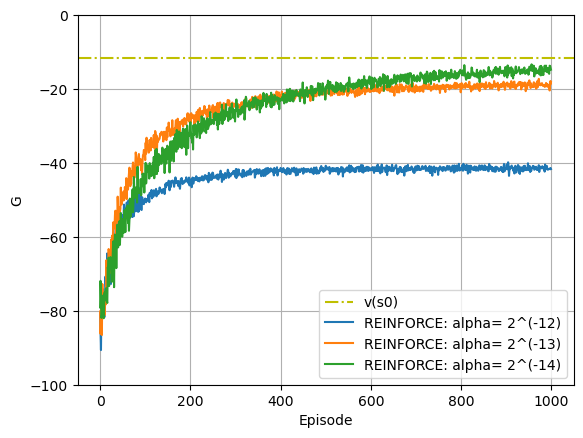 0
−20
−40
−60
−80
−100
G
0
200
400
600
800
1000
Episode
v(s0)
REINFORCE: alpha= 2^(-12)
REINFORCE: alpha= 2^(-13)
REINFORCE: alpha= 2^(-14)